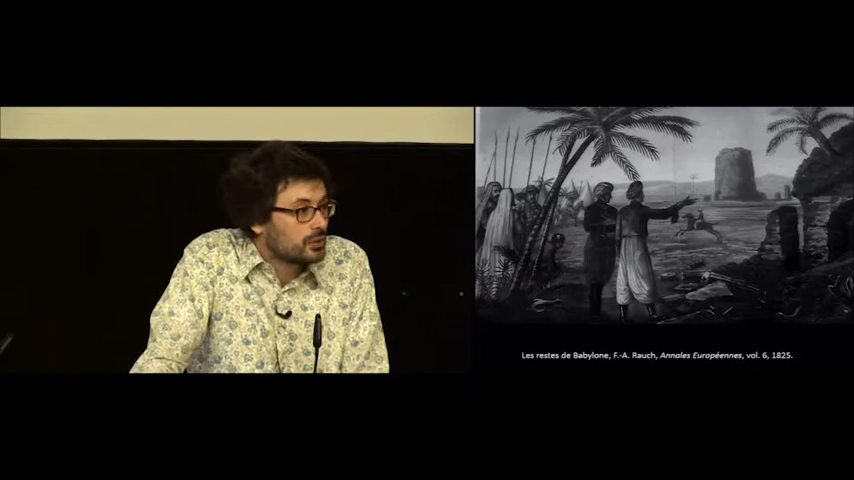 Les restes de Babylone, F.-A. Rauch, Annales Européennes, vol. 6, 1825.